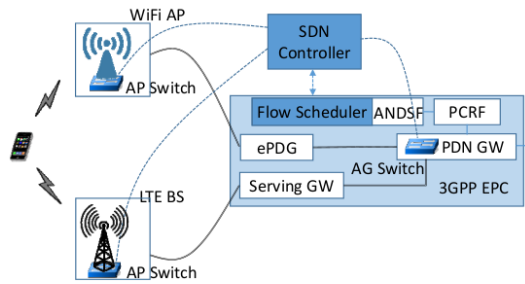 WiFi AP
SDN
Controller
AP Switch
Flow Scheduler
ANDSF
PCRF
ePDG
PDN GW
AG Switch
Serving GW
3GPP EPC
LTE BS
AP Switch